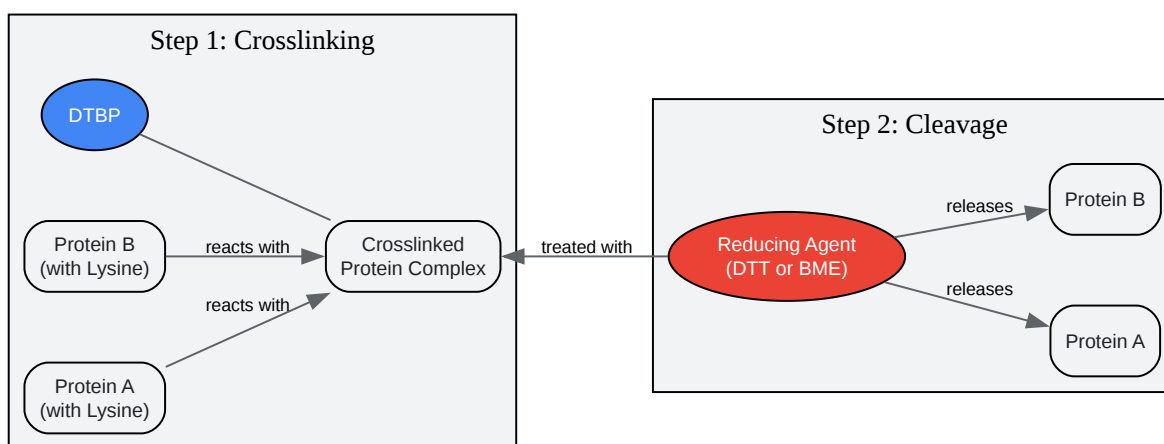 Step 1: Crosslinking
DTBP
Protein B
(with Lysine)
reacts with
Crosslinked
Protein Complex
reacts with
Protein A
(with Lysine)
treated with
Step 2: Cleavage
Reducing Agent
(DTT or BME)
releases
Protein B
releases
Protein A